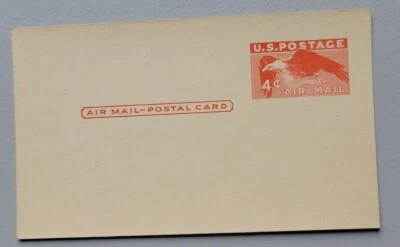 U.S. POSTAGE
4¢ AIR MAIL
AIR MAIL—POSTAL CARD